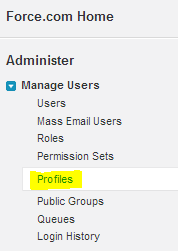 Force.com Home
Administer
Manage Users
Users
Mass Email Users
Roles
Permission Sets
Profiles
Public Groups
Queues
Login History